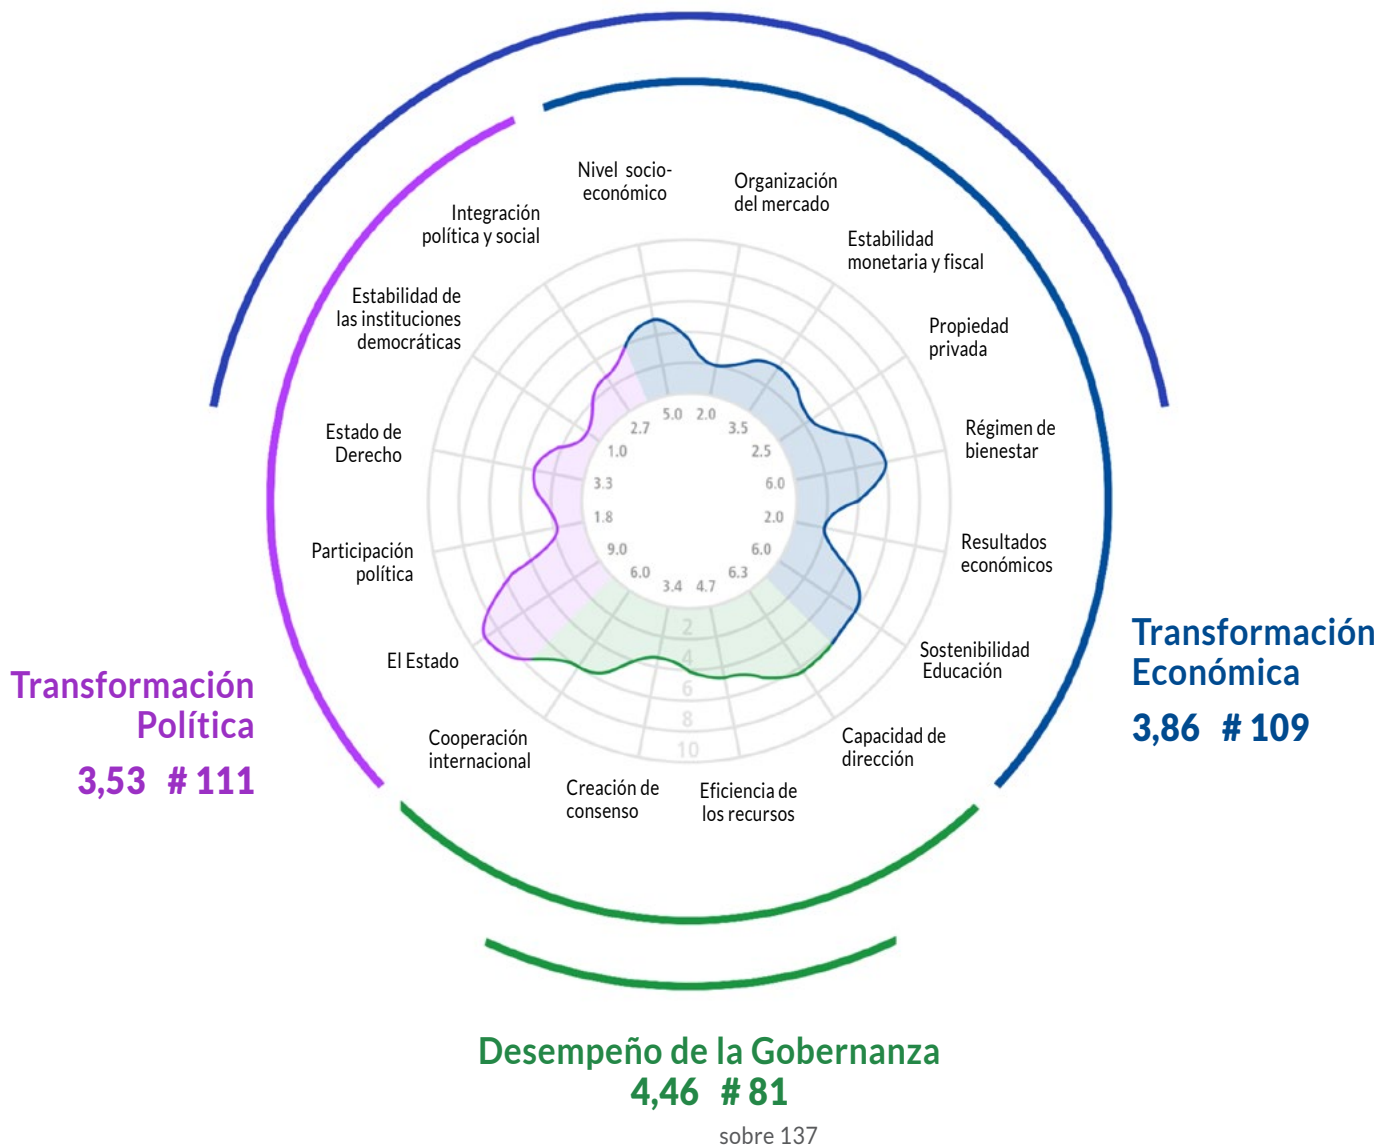 Nivel socio-
económico
Organización
del mercado
Estabilidad
monetaria y fiscal
Propiedad
privada
Régimen de
bienestar
Resultados
económicos
Sostenibilidad
Educación
Capacidad de
dirección
Eficiencia de
los recursos
Creación de
consenso
Cooperación
internacional
El Estado
Participación
política
Estado de
Derecho
Estabilidad de
las instituciones
democráticas
Integración
política y social
5.0
2.0
3.5
2.5
6.0
2.0
6.0
6.3
4.7
3.4
6.0
9.0
1.8
3.3
1.0
2.7
2
4
6
8
10
Transformación
Política
3,53 # 111
Transformación
Económica
3,86 # 109
Desempeño de la Gobernanza
4,46 # 81
sobre 137